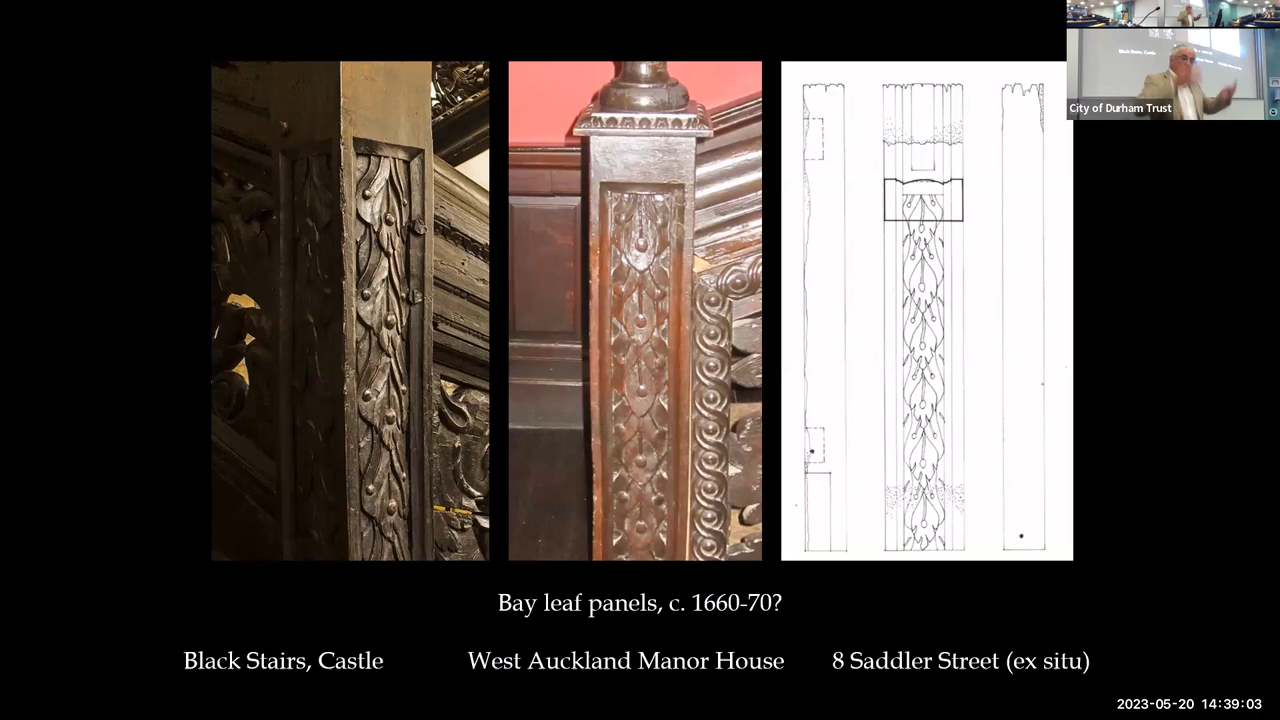 City of Durham Trust
Bay leaf panels, c. 1660-70?
Black Stairs, Castle
West Auckland Manor House
8 Saddler Street (ex situ)
2023-05-20 14:39:03